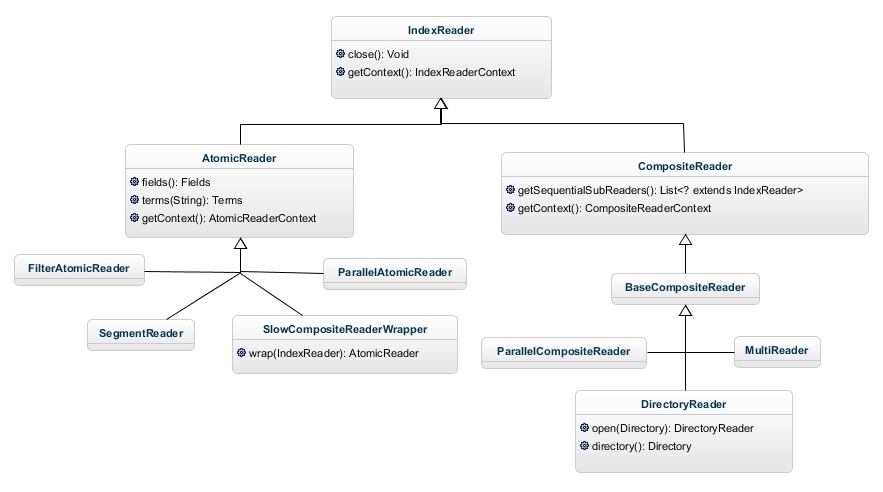 IndexReader
close(): Void
getContext(): IndexReaderContext
AtomicReader
fields(): Fields
terms(String): Terms
getContext(): AtomicReaderContext
CompositeReader
getSequentialSubReaders(): List<? extends IndexReader>
getContext(): CompositeReaderContext
FilterAtomicReader
ParallelAtomicReader
SegmentReader
SlowCompositeReaderWrapper
wrap(IndexReader): AtomicReader
BaseCompositeReader
ParallelCompositeReader
MultiReader
DirectoryReader
open(Directory): DirectoryReader
directory(): Directory